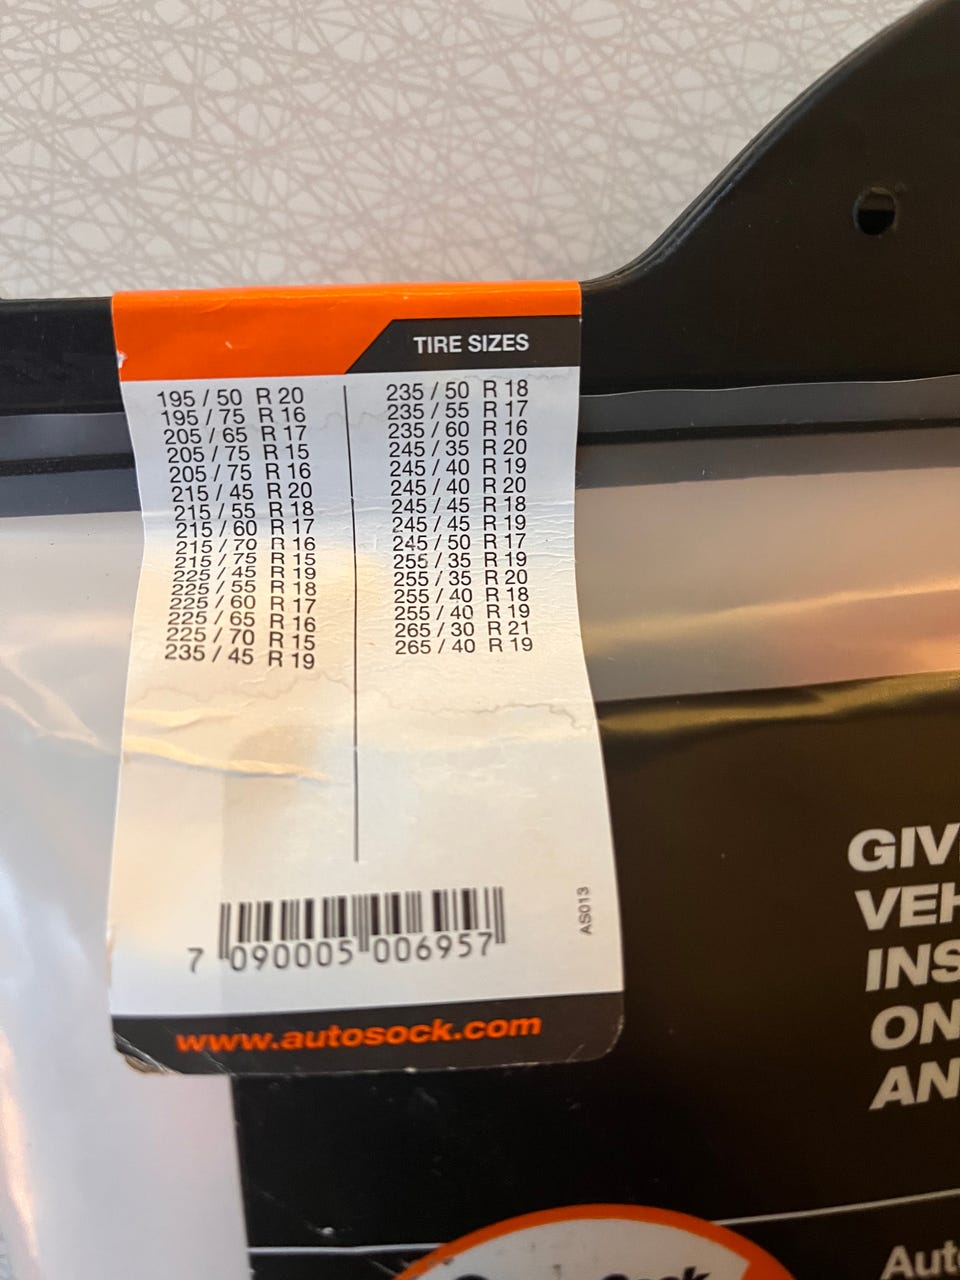 TIRE SIZES
195 / 50 R 20
195 / 75 R 16
205 / 65 R 17
205 / 75 R 15
205 / 75 R 16
215 / 45 R 20
215 / 55 R 18
215 / 60 R 17
215 / 70 R 16
215 / 75 R 15
225 / 45 R 19
225 / 55 R 18
225 / 60 R 17
225 / 65 R 16
225 / 70 R 15
235 / 45 R 19
235 / 50 R 18
235 / 55 R 17
235 / 60 R 16
245 / 35 R 20
245 / 40 R 19
245 / 40 R 20
245 / 45 R 18
245 / 45 R 19
245 / 50 R 17
255 / 35 R 19
255 / 35 R 20
255 / 40 R 18
255 / 40 R 19
265 / 30 R 21
265 / 40 R 19
AS013
7 090005 006957
www.autosock.com
GIV
VEH
INS
ON
AN
Aut